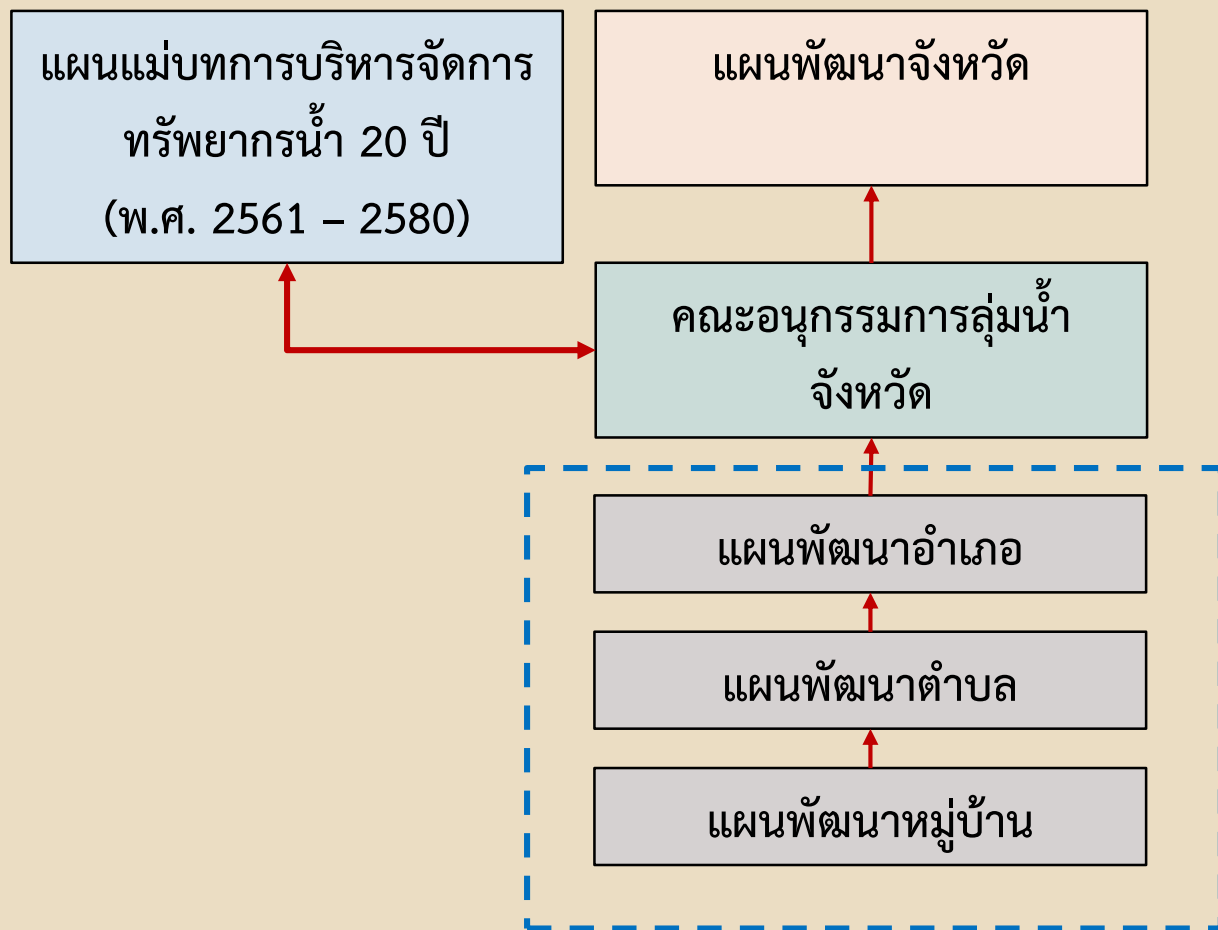 แผนแม่บทการบริหารจัดการ
ทรัพยากรน้ำ 20 ปี
(พ.ศ. 2561 – 2580)
แผนพัฒนาจังหวัด
คณะอนุกรรมการลุ่มน้ำ
จังหวัด
แผนพัฒนาอำเภอ
แผนพัฒนาตำบล
แผนพัฒนาหมู่บ้าน